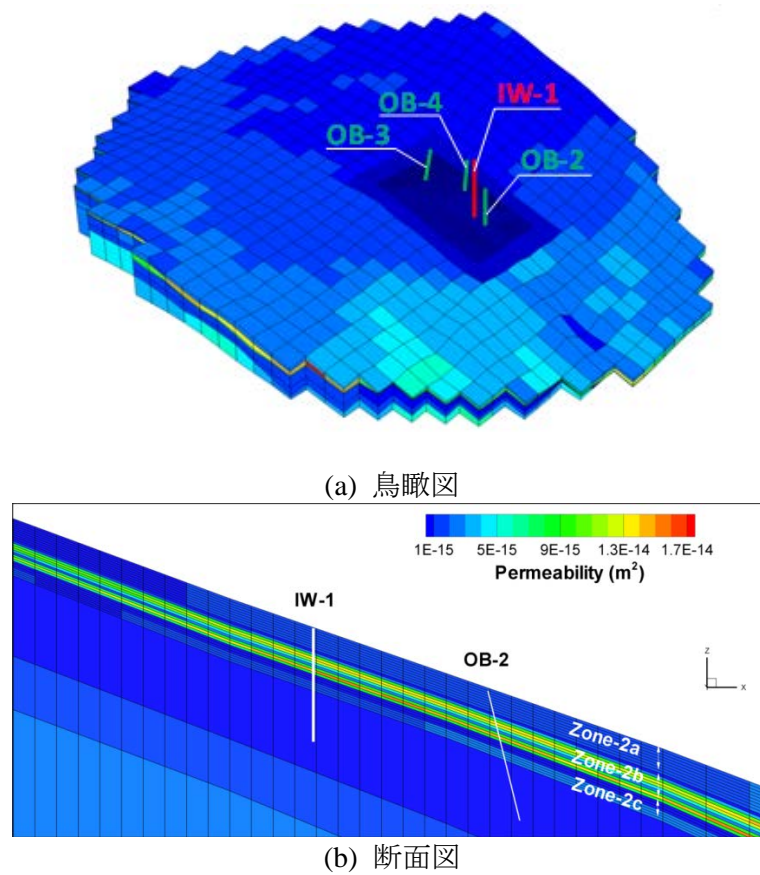 IW-1
OB-4
OB-3
OB-2
(a) 鳥瞰図
1E-15 5E-15 9E-15 1.3E-14 1.7E-14
Permeability (m²)
IW-1
OB-2
z
x
Zone-2a
Zone-2b
Zone-2c
(b) 断面図